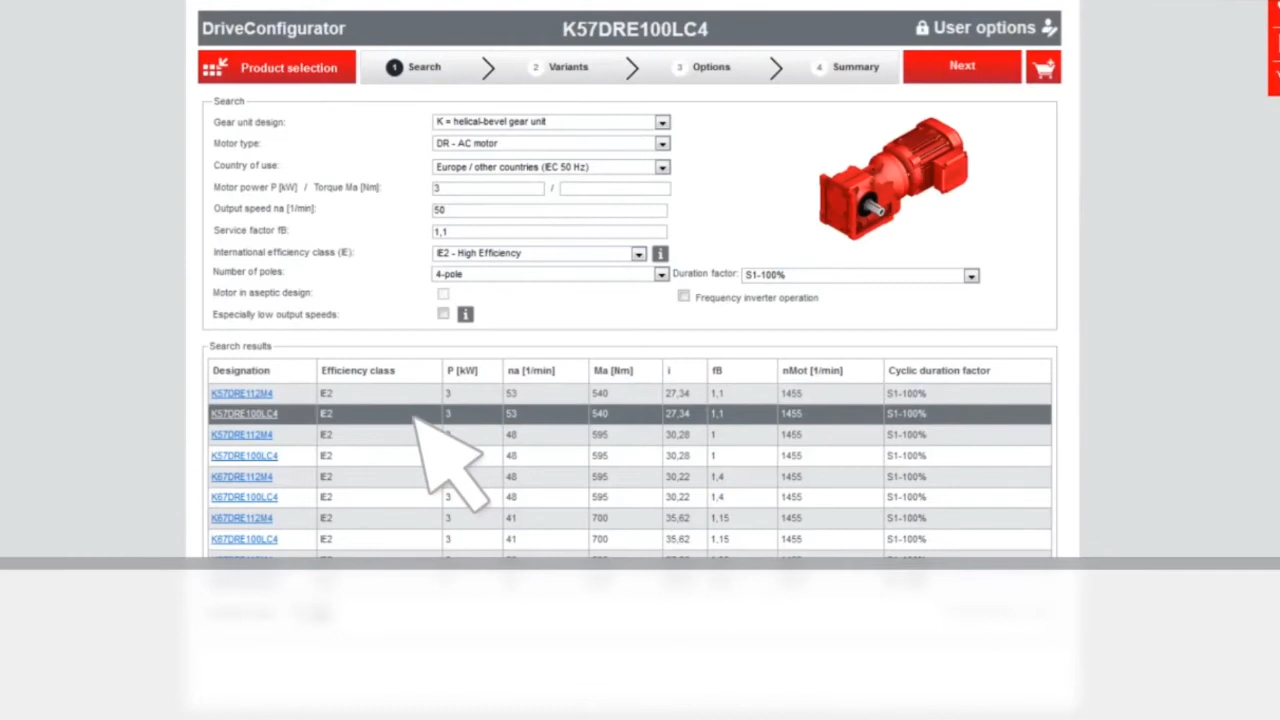 DriveConfigurator K57DRE100LC4 User options
Product selection 1 Search 2 Variants 3 Options 4 Summary Next
Search
Gear unit design: K = helical-bevel gear unit
Motor type: DR - AC motor
Country of use: Europe / other countries (IEC 50 Hz)
Motor power P [kW] / Torque Ma [Nm]: 3 /
Output speed na [1/min]: 50
Service factor fB: 1,1
International efficiency class (IE): IE2 - High Efficiency i
Number of poles: 4-pole Duration factor: S1-100%
Motor in aseptic design: Frequency inverter operation
Especially low output speeds: i
Search results
Designation Efficiency class P [kW] na [1/min] Ma [Nm] i fB nMot [1/min] Cyclic duration factor
K57DRE112M4 IE2 3 53 540 27,34 1,1 1455 S1-100%
K57DRE100LC4 IE2 3 53 540 27,34 1,1 1455 S1-100%
K57DRE112M4 IE2 48 595 30,28 1 1455 S1-100%
K57DRE100LC4 IE2 48 595 30,28 1 1455 S1-100%
K67DRE112M4 IE2 48 595 30,22 1,4 1455 S1-100%
K67DRE100LC4 IE2 3 48 595 30,22 1,4 1455 S1-100%
K67DRE112M4 IE2 3 41 700 35,62 1,15 1455 S1-100%
K67DRE100LC4 IE2 3 41 700 35,62 1,15 1455 S1-100%